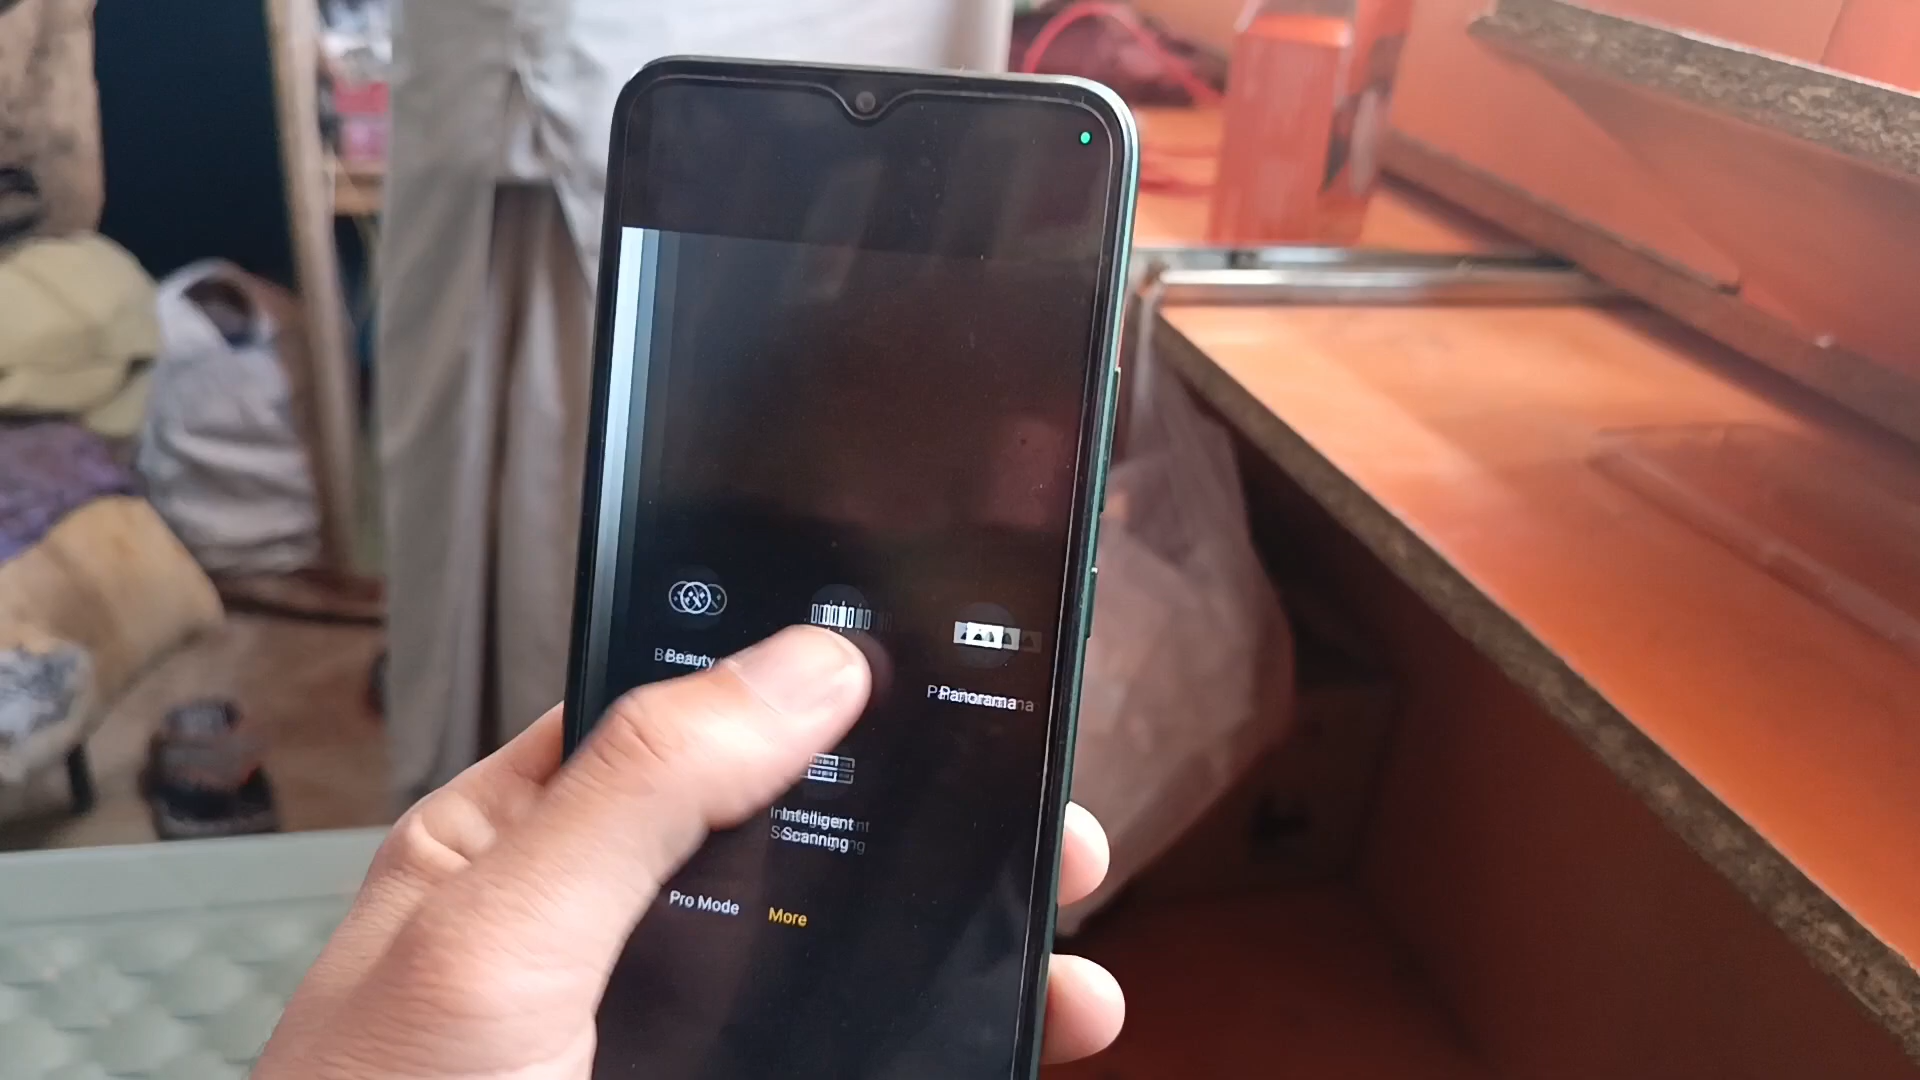 Beauty
Panorama
Intelligent
Scanning
Pro Mode
More